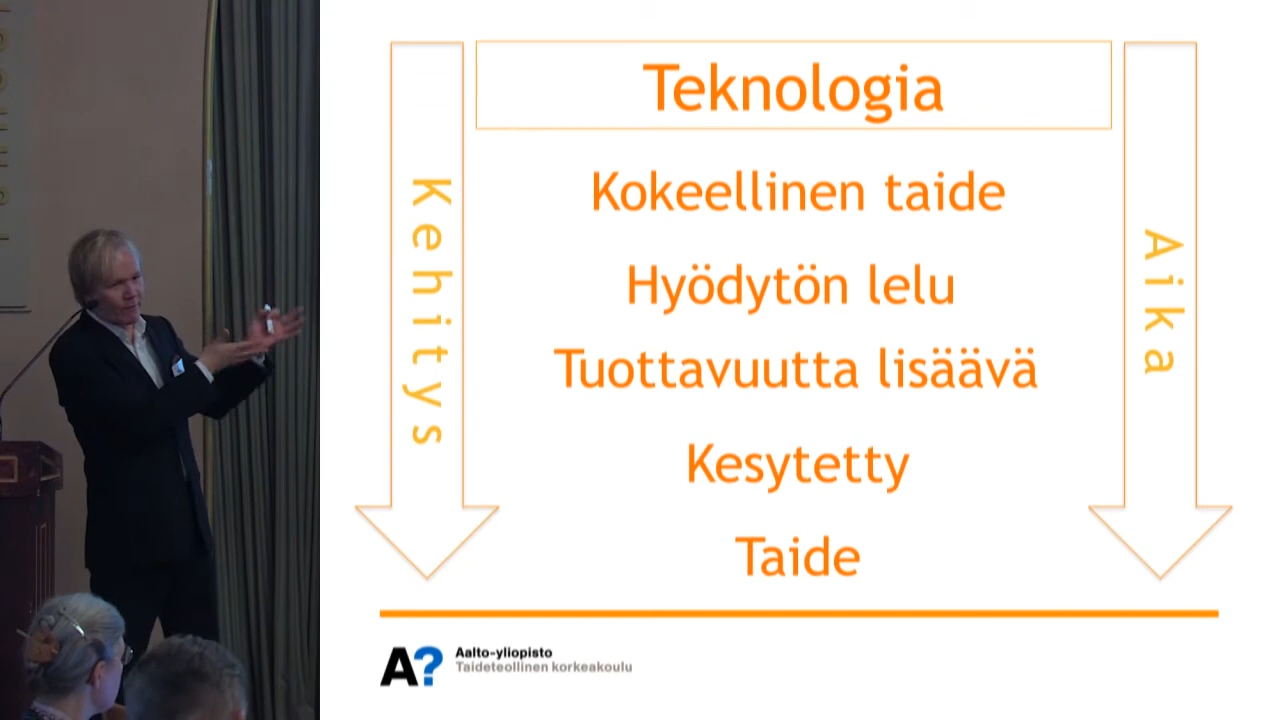 Teknologia
Kehitys
Kokeellinen taide
Hyödytön lelu
Tuottavuutta lisäävä
Kesytetty
Taide
Aika
A?
Aalto-yliopisto
Taideteollinen korkeakoulu